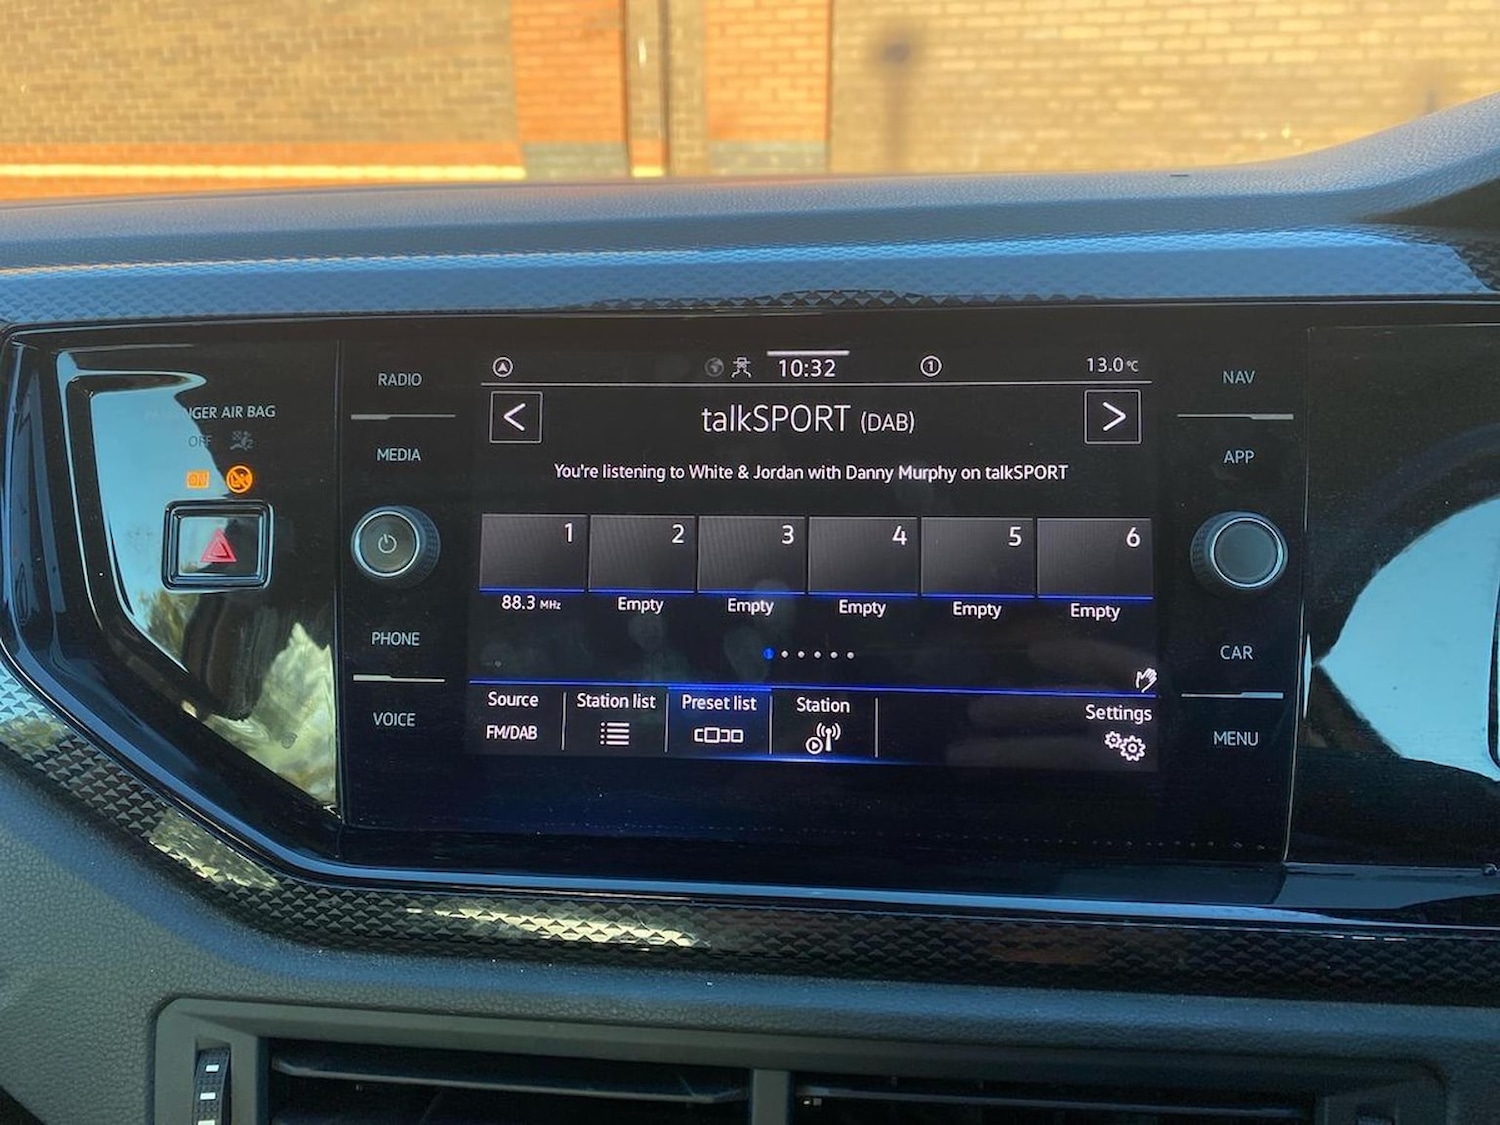 RADIO
MEDIA
PHONE
VOICE
AIR BAG
OFF
ON
10:32
1
13.0°C
<
talkSPORT (DAB)
>
You're listening to White & Jordan with Danny Murphy on talkSPORT
1 2 3 4 5 6
88.3 MHz Empty Empty Empty Empty Empty
Source Station list Preset list Station Settings
FM/DAB
NAV
APP
CAR
MENU